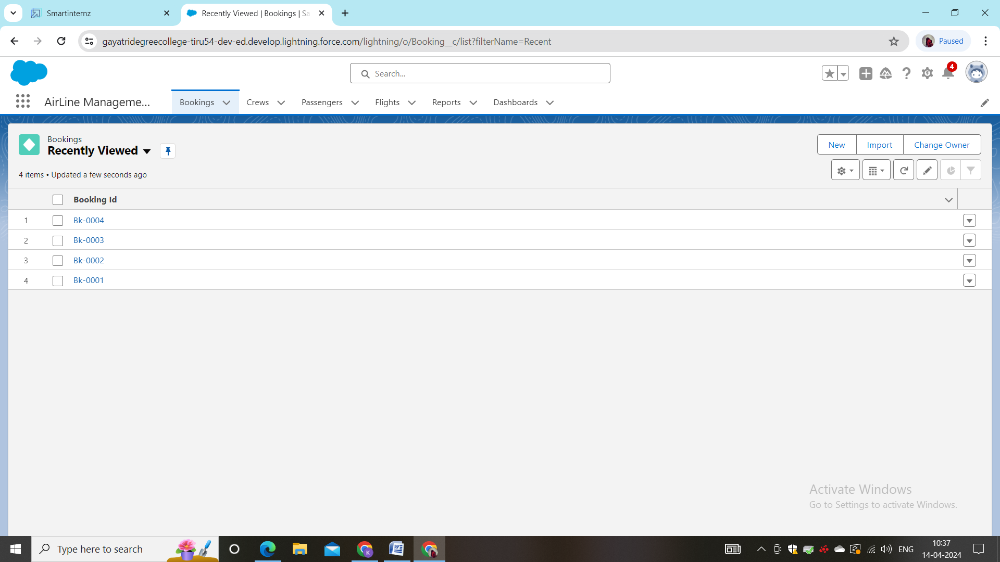 Smartinternz
Recently Viewed | Bookings | Sa
gayatridegreecollege-tiru54-dev-ed.develop.lightning.force.com/lightning/o/Booking__c/list?filterName=Recent
Paused
Search...
4
AirLine Manageme...
Bookings
Crews
Passengers
Flights
Reports
Dashboards
Bookings
Recently Viewed
New
Import
Change Owner
4 items • Updated a few seconds ago
Booking Id
1 Bk-0004
2 Bk-0003
3 Bk-0002
4 Bk-0001
Activate Windows
Go to Settings to activate Windows.
Type here to search
K
ENG
10:37
14-04-2024